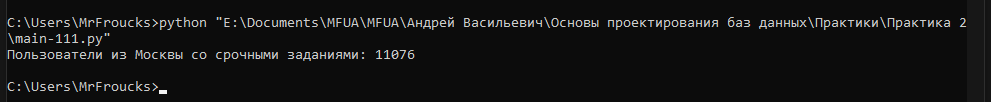 C:\Users\MrFroucks>python "E:\Documents\MFUA\MFUA\Андрей Васильевич\Основы проектирования баз данных\Практики\Практика 2
\main-111.py"
Пользователи из Москвы со срочными заданиями: 11076
C:\Users\MrFroucks>